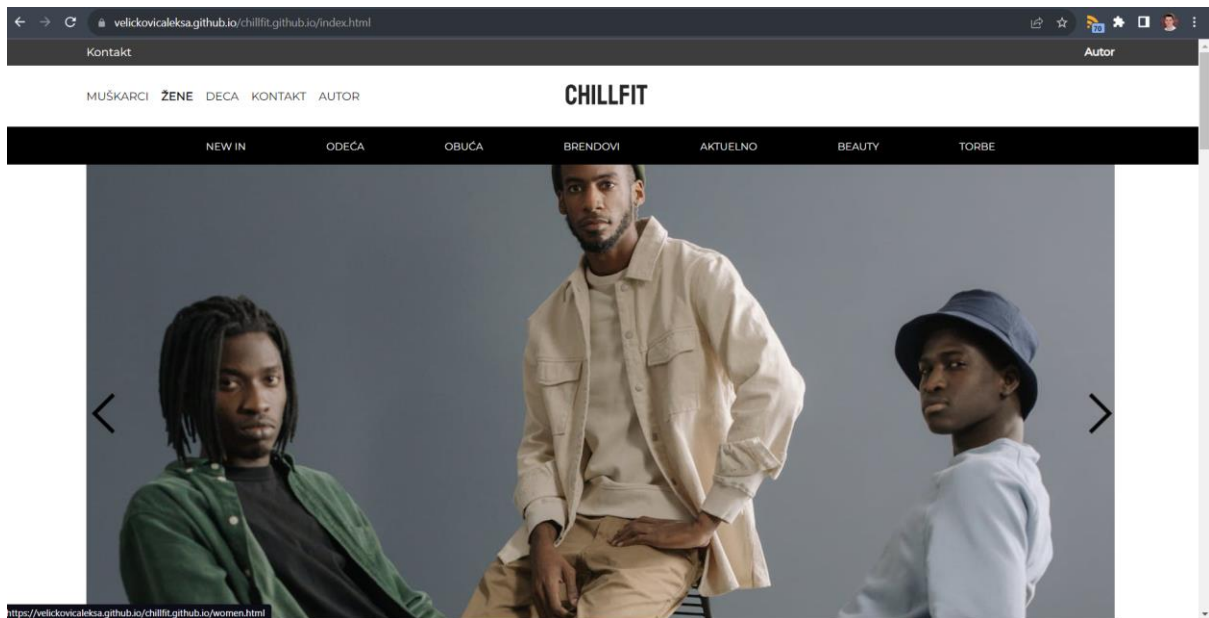 velickovicaleksa.github.io/chillfit.github.io/index.html
70
Kontakt Autor
MUŠKARCI ŽENE DECA KONTAKT AUTOR CHILLFIT
NEW IN ODEĆA OBUĆA BRENDOVI AKTUELNO BEAUTY TORBE
https://velickovicaleksa.github.io/chillfit.github.io/women.html